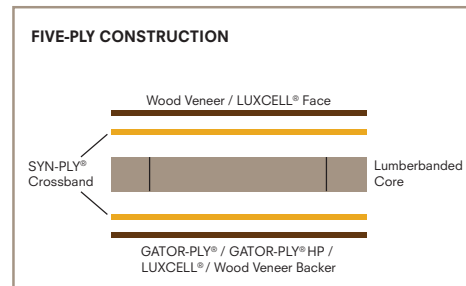 FIVE-PLY CONSTRUCTION
Wood Veneer / LUXCELL® Face
SYN-PLY®
Crossband
Lumberbanded
Core
GATOR-PLY® / GATOR-PLY® HP /
LUXCELL® / Wood Veneer Backer